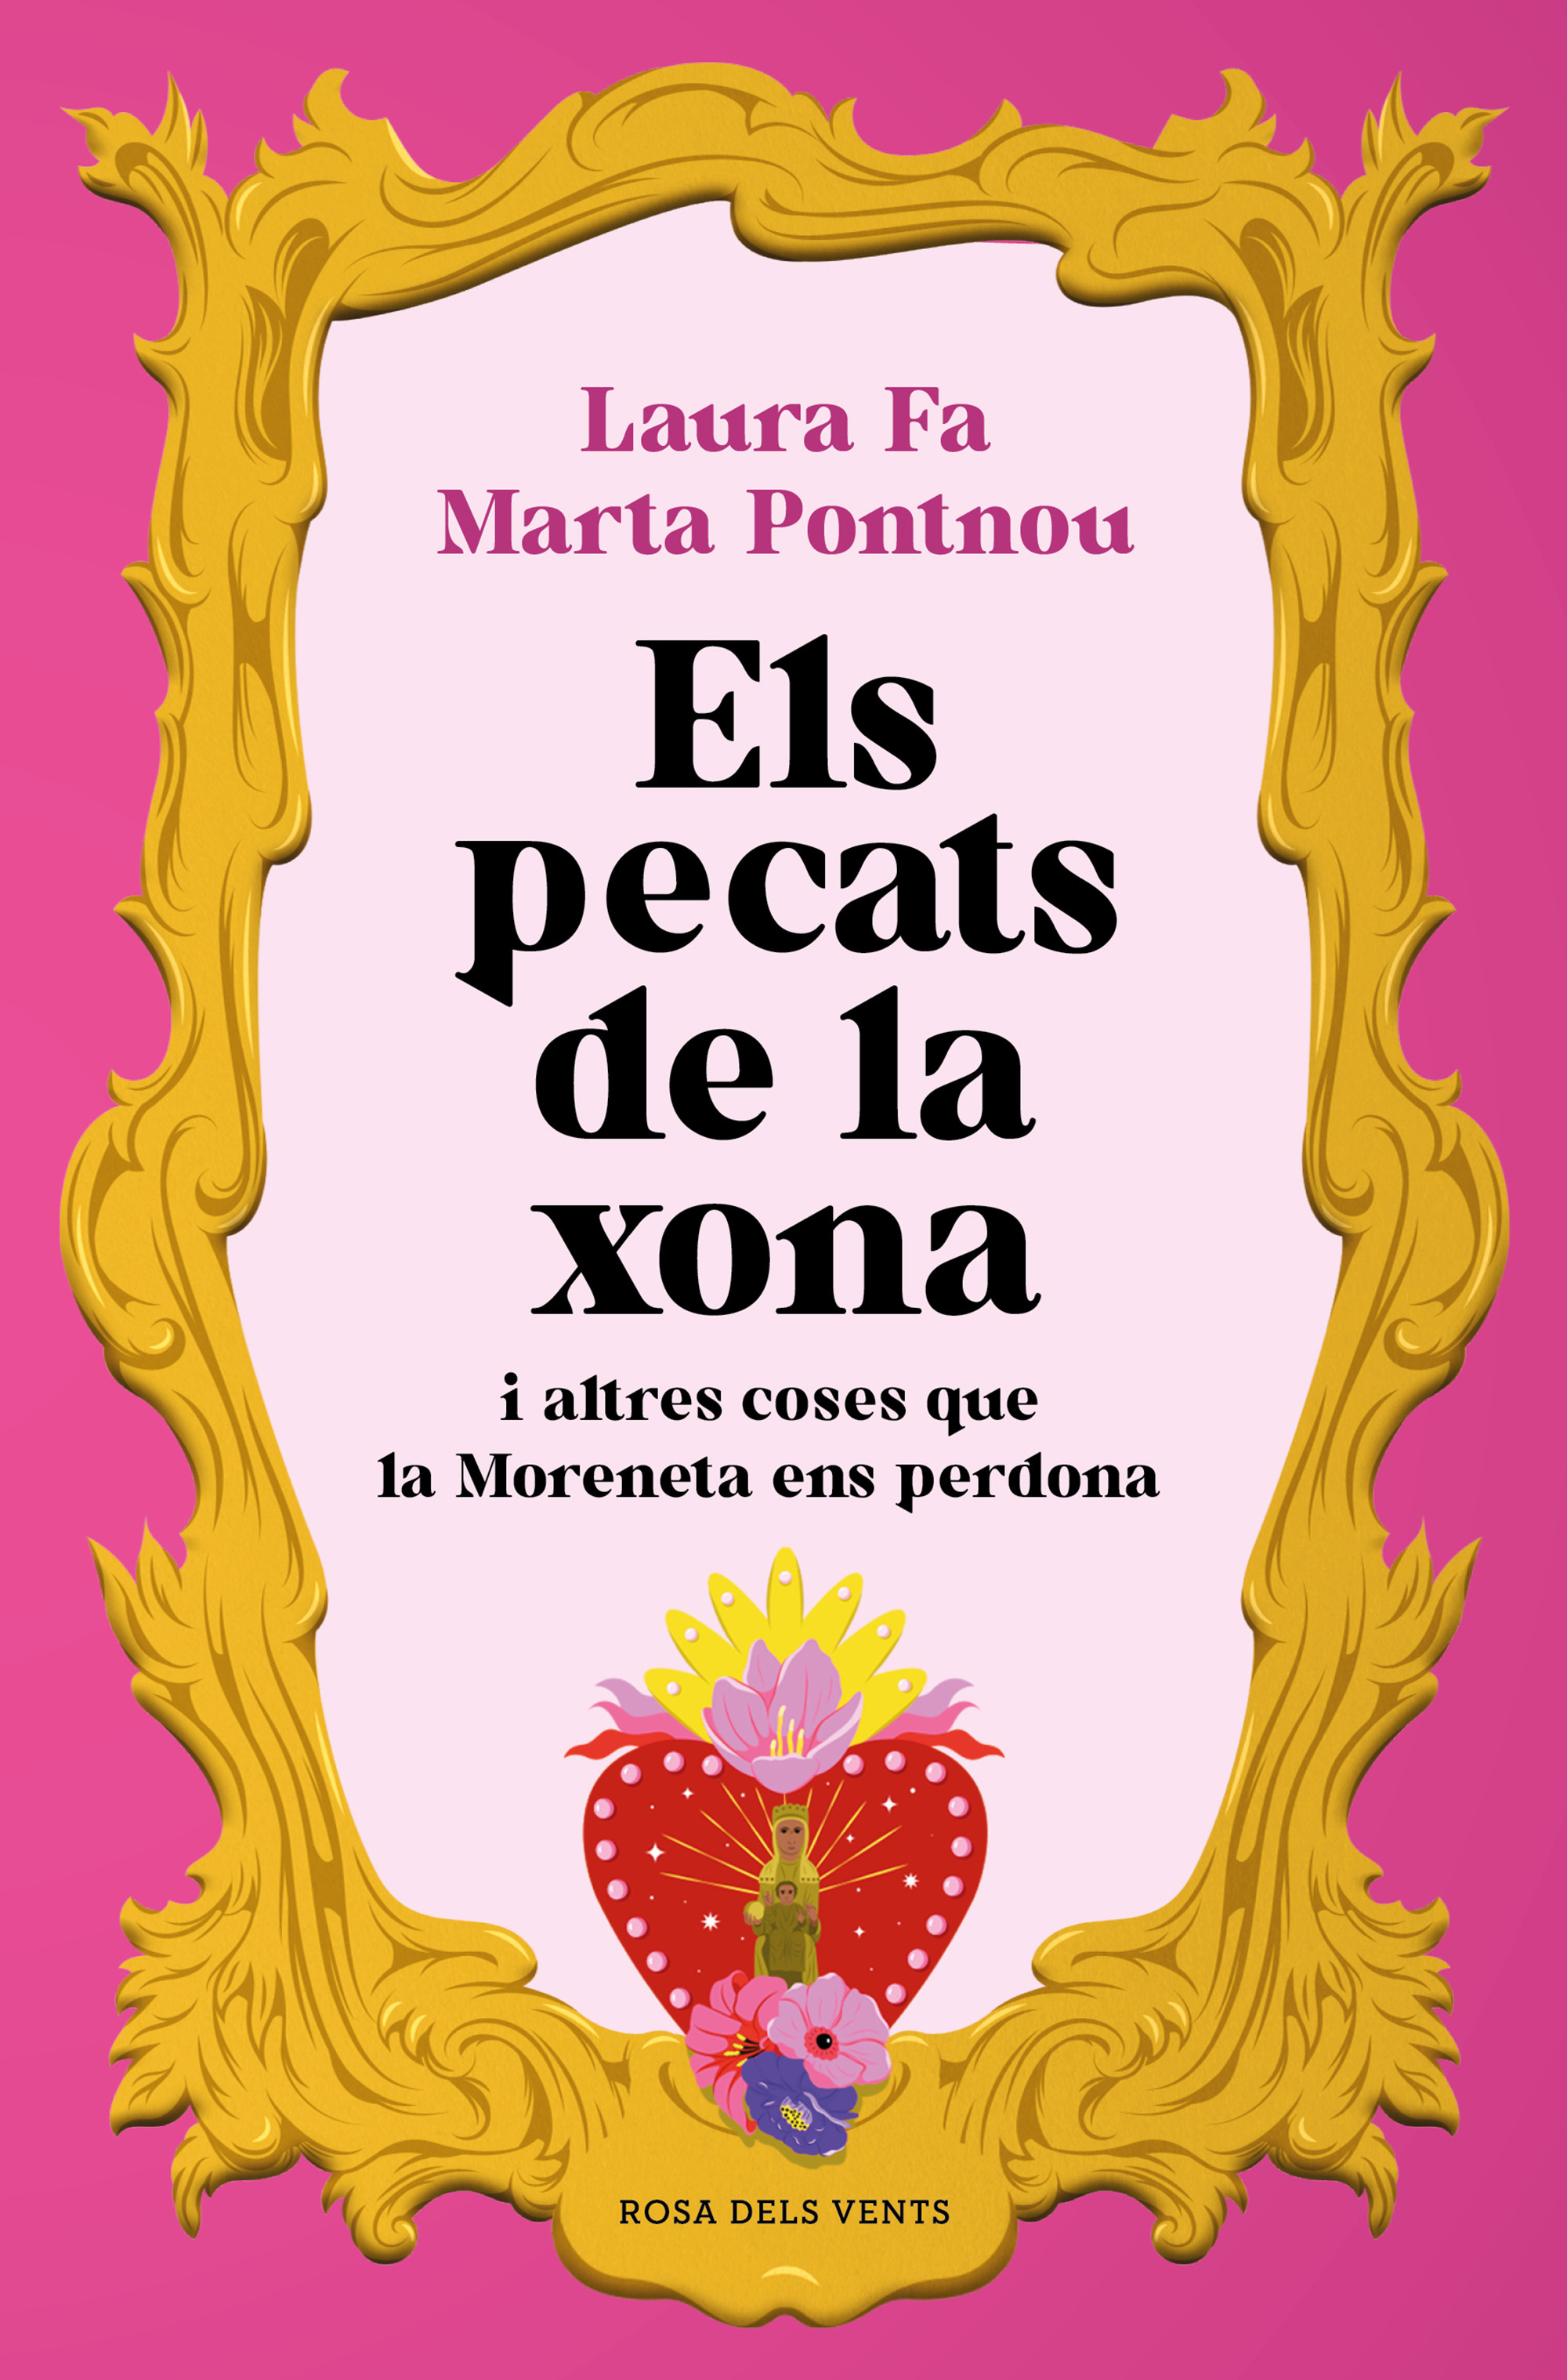 Laura Fa
Marta Pontnou
Els
pecats
de la
xona
i altres coses que
la Moreneta ens perdona
ROSA DELS VENTS